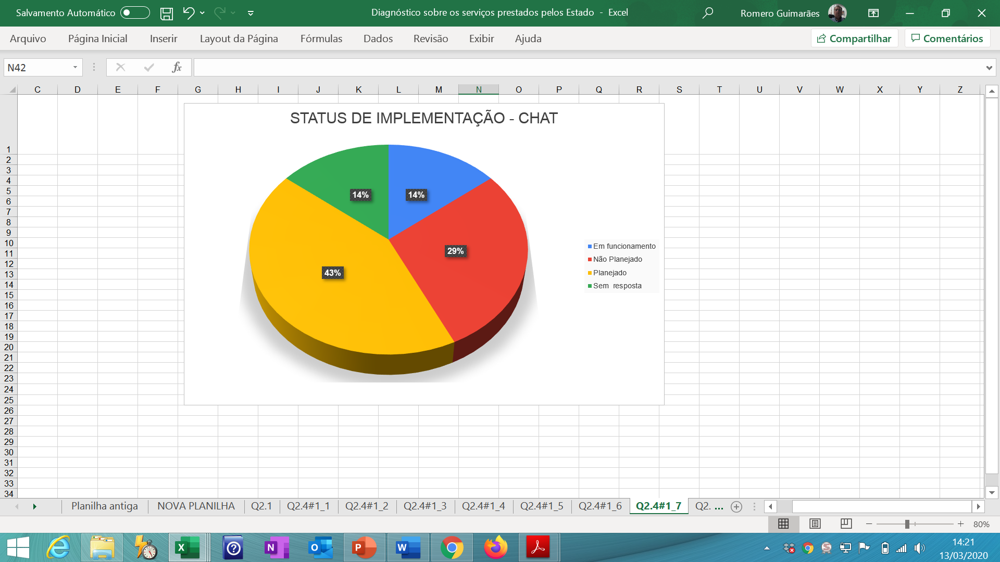 Salvamento Automático
Diagnóstico sobre os serviços prestados pelos Estado - Excel
Romero Guimarães
Arquivo Página Inicial Inserir Layout da Página Fórmulas Dados Revisão Exibir Ajuda
Compartilhar Comentários
N42 fx
C D E F G H I J K L M N O P Q R S T U V W X Y Z
STATUS DE IMPLEMENTAÇÃO - CHAT
14% 14%
29%
43%
Em funcionamento
Não Planejado
Planejado
Sem resposta
1
2
3
4
5
6
7
8
9
10
11
12
13
14
15
16
17
18
19
20
21
22
23
24
25
26
27
28
29
30
31
32
33
34
Planilha antiga NOVA PLANILHA Q2.1 Q2.4#1_1 Q2.4#1_2 Q2.4#1_3 Q2.4#1_4 Q2.4#1_5 Q2.4#1_6 Q2.4#1_7 Q2. ...
80%
X N O P W
14:21
13/03/2020